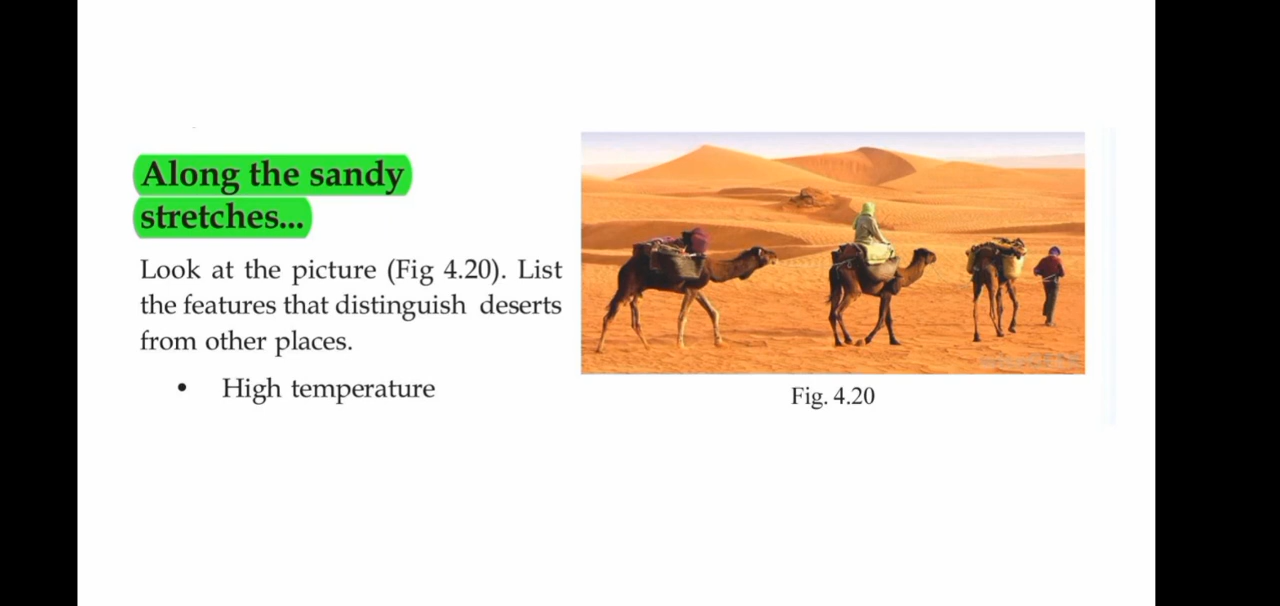 Along the sandy
stretches...
Look at the picture (Fig 4.20). List
the features that distinguish deserts
from other places.
• High temperature
Fig. 4.20